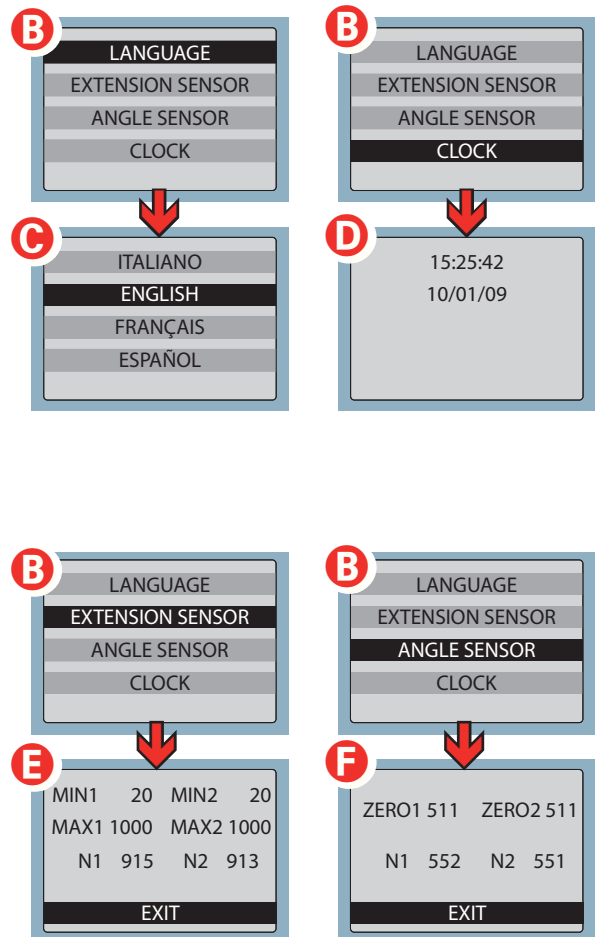 B
LANGUAGE
EXTENSION SENSOR
ANGLE SENSOR
CLOCK
C
ITALIANO
ENGLISH
FRANÇAIS
ESPAÑOL
B
LANGUAGE
EXTENSION SENSOR
ANGLE SENSOR
CLOCK
D
15:25:42
10/01/09
B
LANGUAGE
EXTENSION SENSOR
ANGLE SENSOR
CLOCK
E
MIN1 20 MIN2 20
MAX1 1000 MAX2 1000
N1 915 N2 913
EXIT
B
LANGUAGE
EXTENSION SENSOR
ANGLE SENSOR
CLOCK
F
ZERO1 511 ZERO2 511
N1 552 N2 551
EXIT